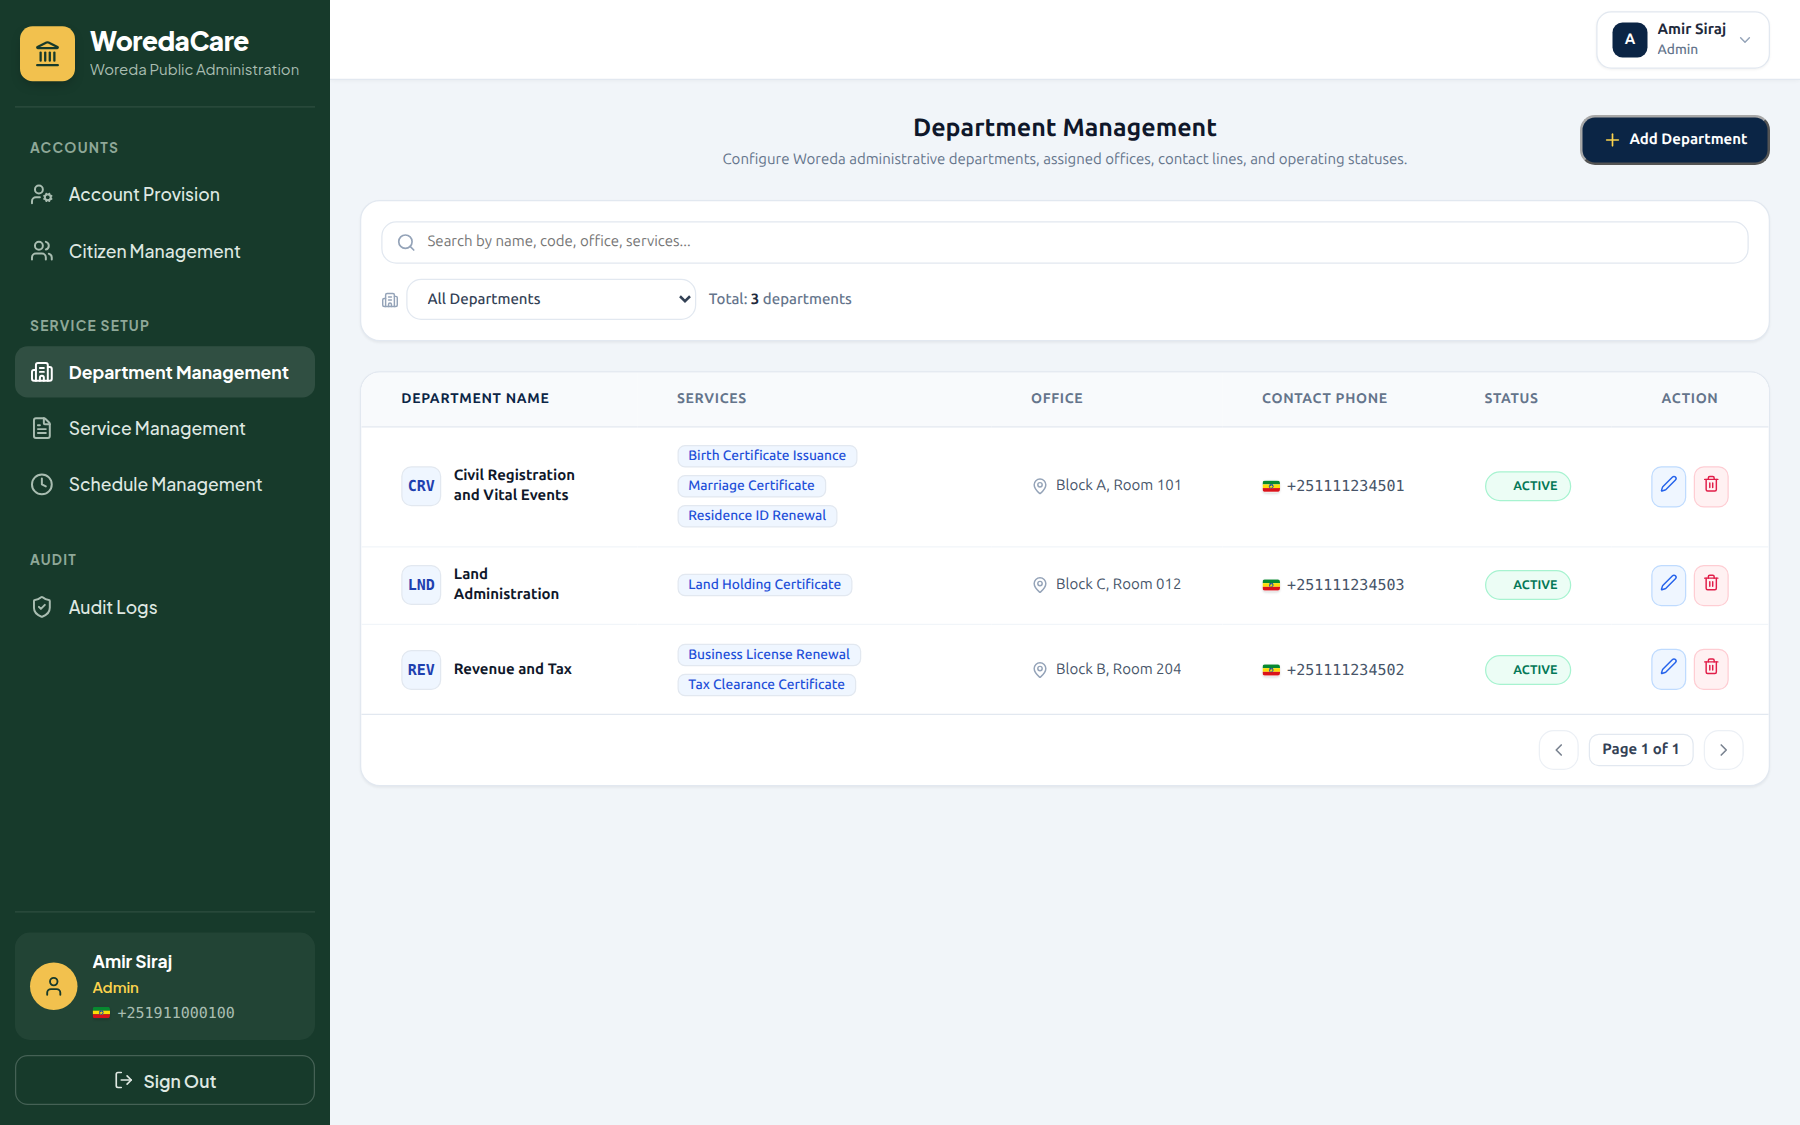 WoredaCare
Woreda Public Administration
ACCOUNTS
Account Provision
Citizen Management
SERVICE SETUP
Department Management
Service Management
Schedule Management
AUDIT
Audit Logs
Amir Siraj
Admin
+251911000100
Sign Out
A
Amir Siraj
Admin
Department Management
Configure Woreda administrative departments, assigned offices, contact lines, and operating statuses.
Add Department
Search by name, code, office, services...
All Departments
Total: 3 departments
DEPARTMENT NAME SERVICES OFFICE CONTACT PHONE STATUS ACTION
CRV
Civil Registration
and Vital Events
Birth Certificate Issuance
Marriage Certificate
Residence ID Renewal
Block A, Room 101
+251111234501
ACTIVE
LND
Land
Administration
Land Holding Certificate
Block C, Room 012
+251111234503
ACTIVE
REV
Revenue and Tax
Business License Renewal
Tax Clearance Certificate
Block B, Room 204
+251111234502
ACTIVE
Page 1 of 1